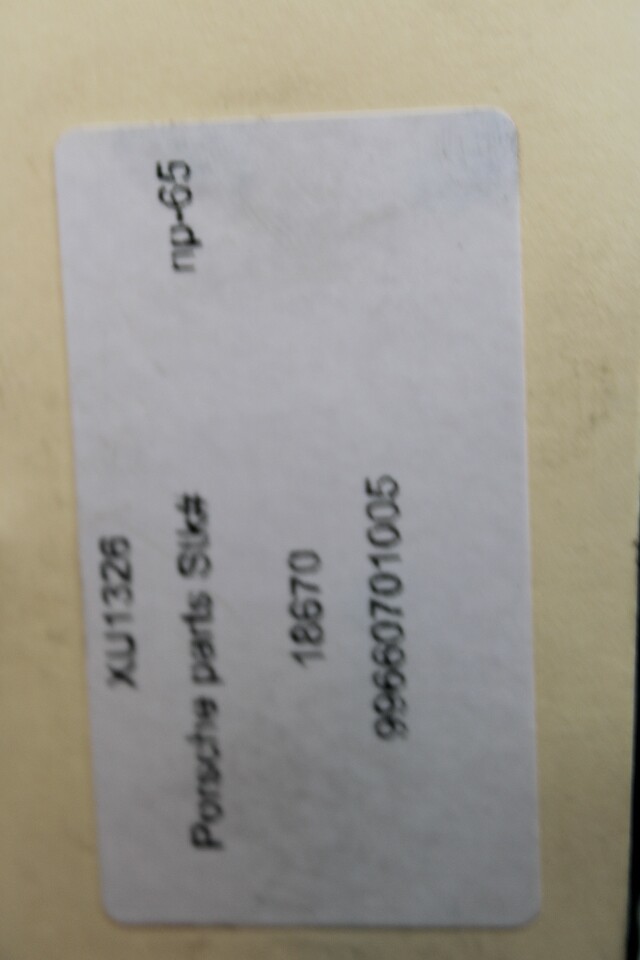 XU1326
np-65
Porsche parts Stk#
18670
99660701005